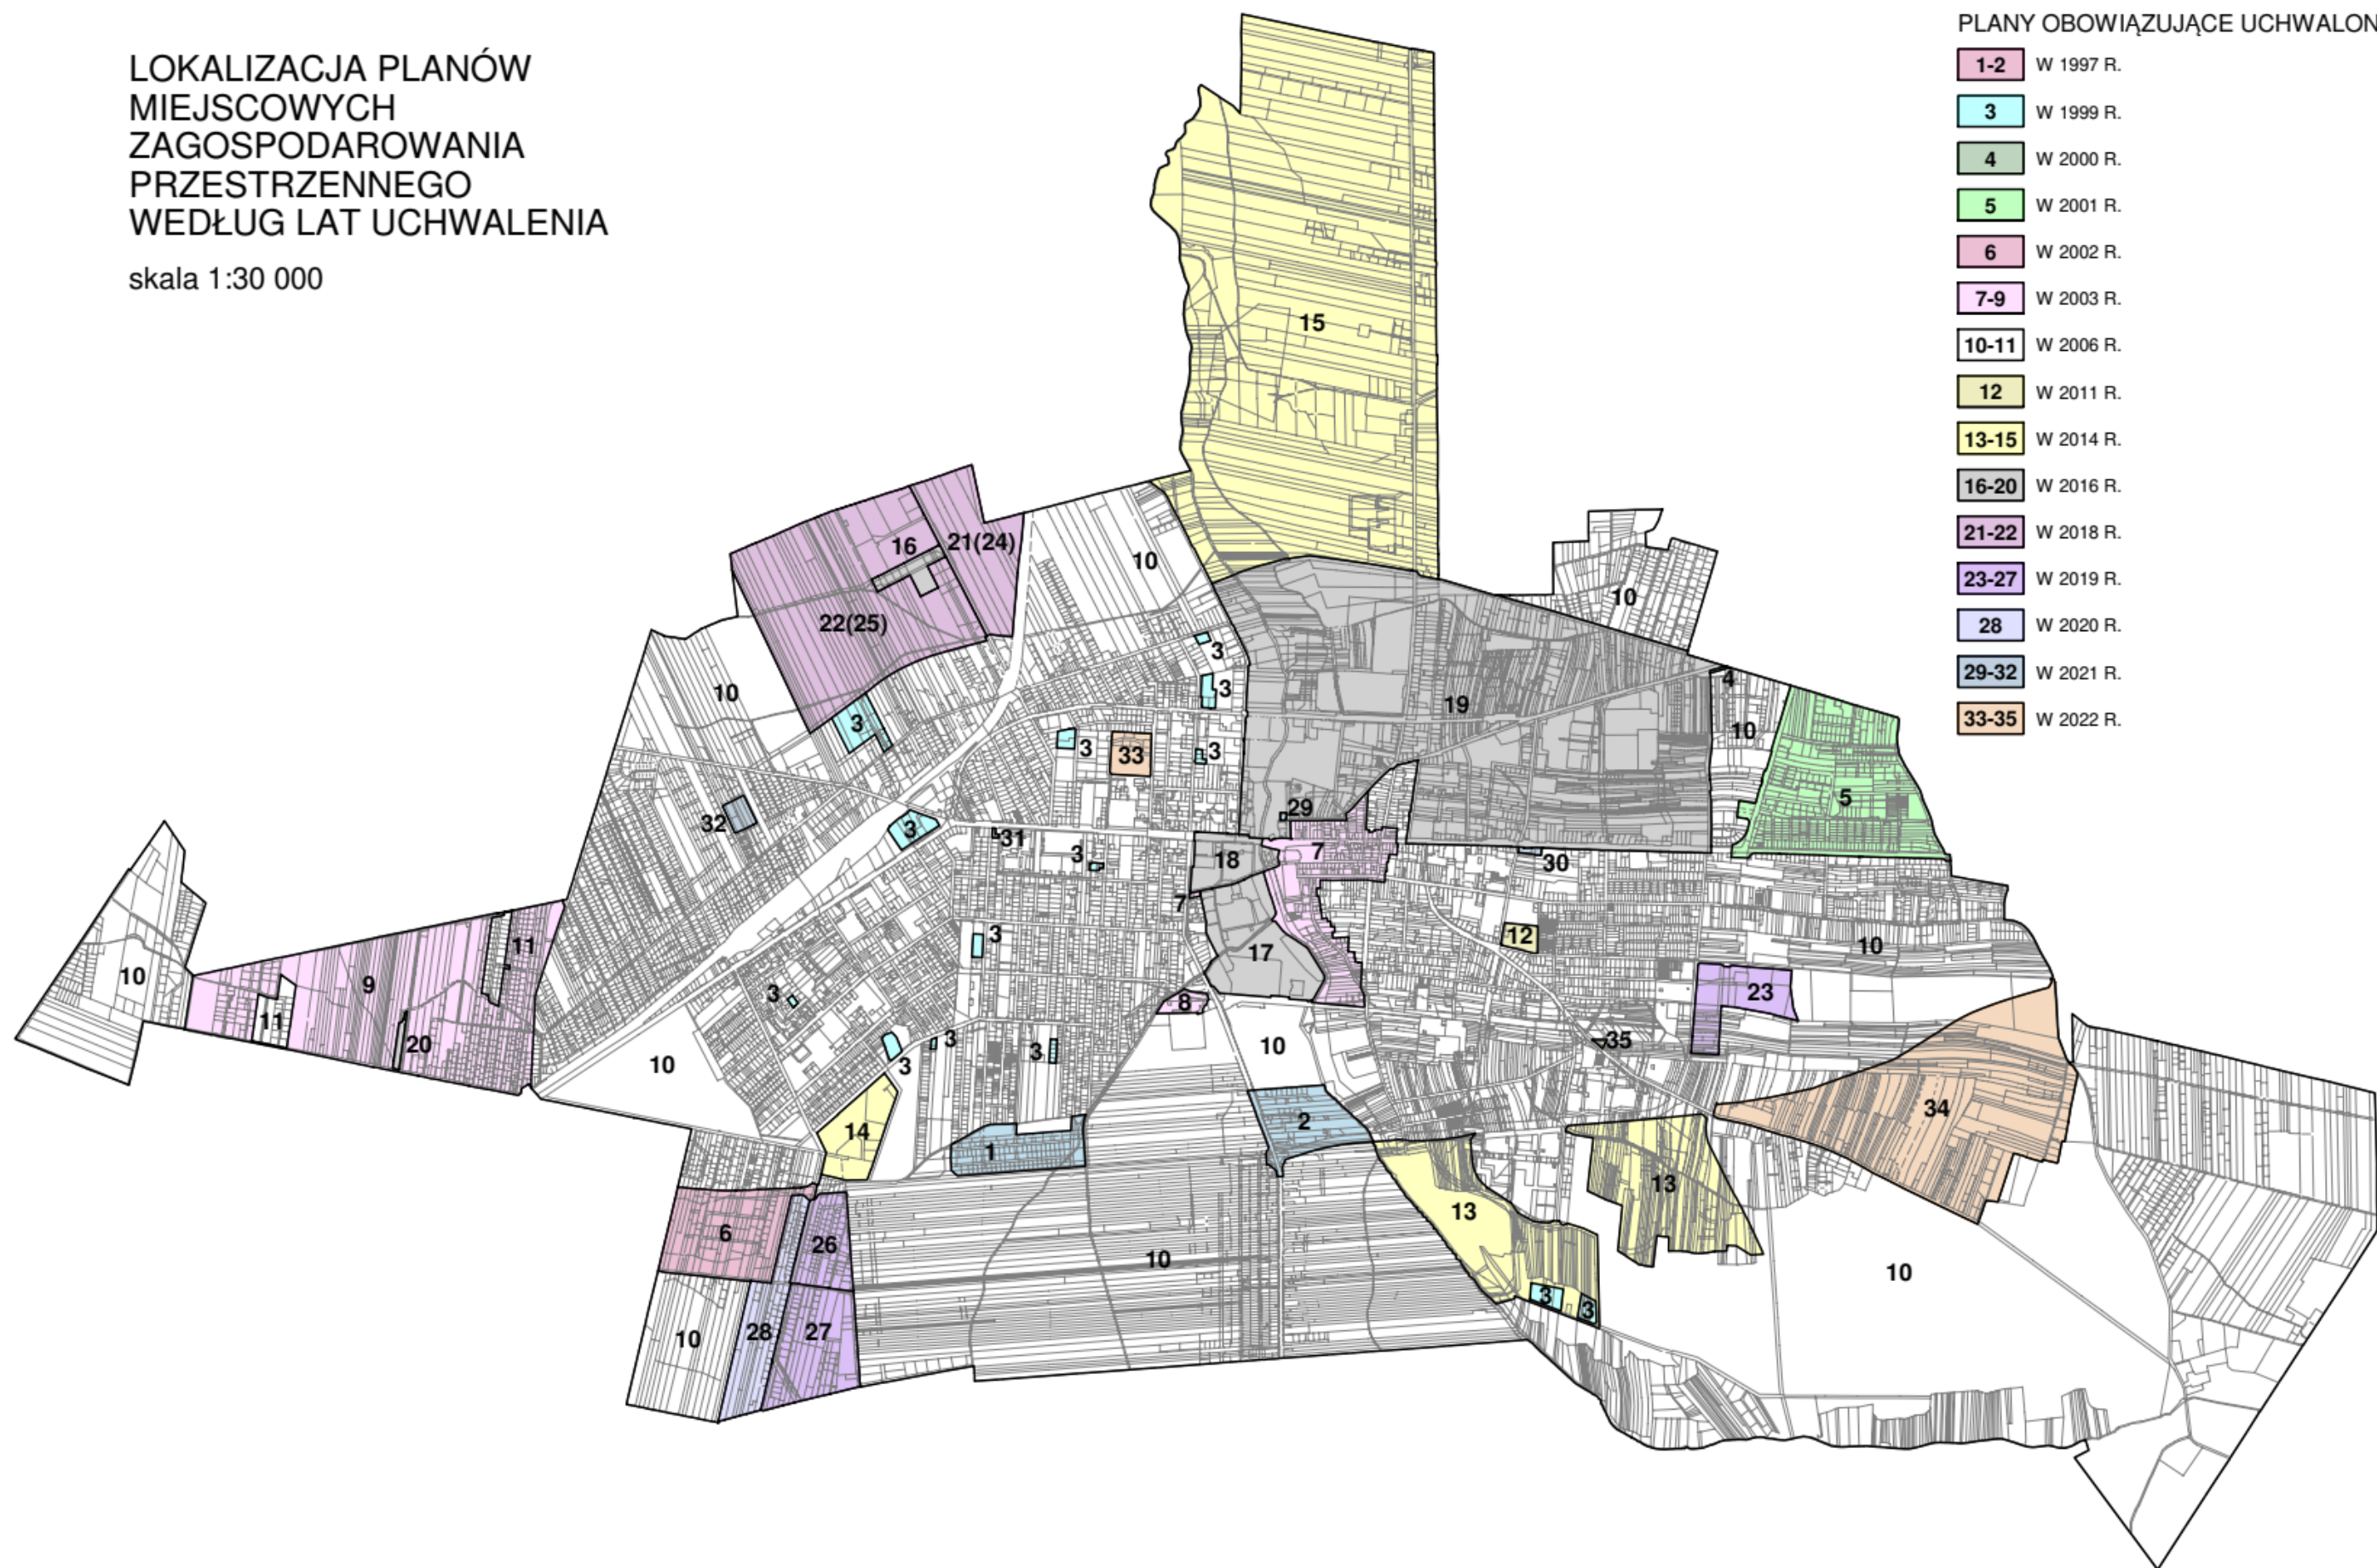 LOKALIZACJA PLANÓW
MIEJSCOWYCH
ZAGOSPODAROWANIA
PRZESTRZENNEGO
WEDŁUG LAT UCHWALENIA
skala 1:30 000
PLANY OBOWIĄZUJĄCE UCHWALON
1-2 W 1997 R.
3 W 1999 R.
4 W 2000 R.
5 W 2001 R.
6 W 2002 R.
7-9 W 2003 R.
10-11 W 2006 R.
12 W 2011 R.
13-15 W 2014 R.
16-20 W 2016 R.
21-22 W 2018 R.
23-27 W 2019 R.
28 W 2020 R.
29-32 W 2021 R.
33-35 W 2022 R.
15
16
21(24)
10
10
22(25)
3
4
3
10
19
3
10
3
33
3
5
29
32
3
31
3
18
7
30
7
3
11
12
10
17
10
9
3
23
8
11
20
3
3
3
35
10
10
34
14
1
2
13
13
6
26
10
10
3
3
10
28
27